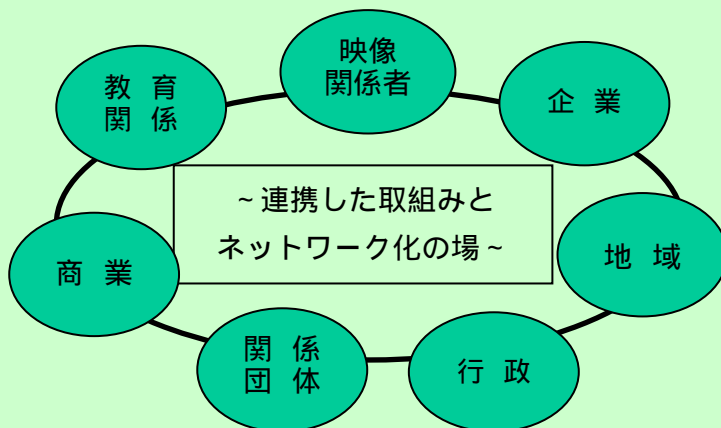 映像
関係者
教 育
関 係
企 業
~ 連携した取組みと
ネットワーク化の場 ~
商 業
地 域
関 係
団 体
行 政